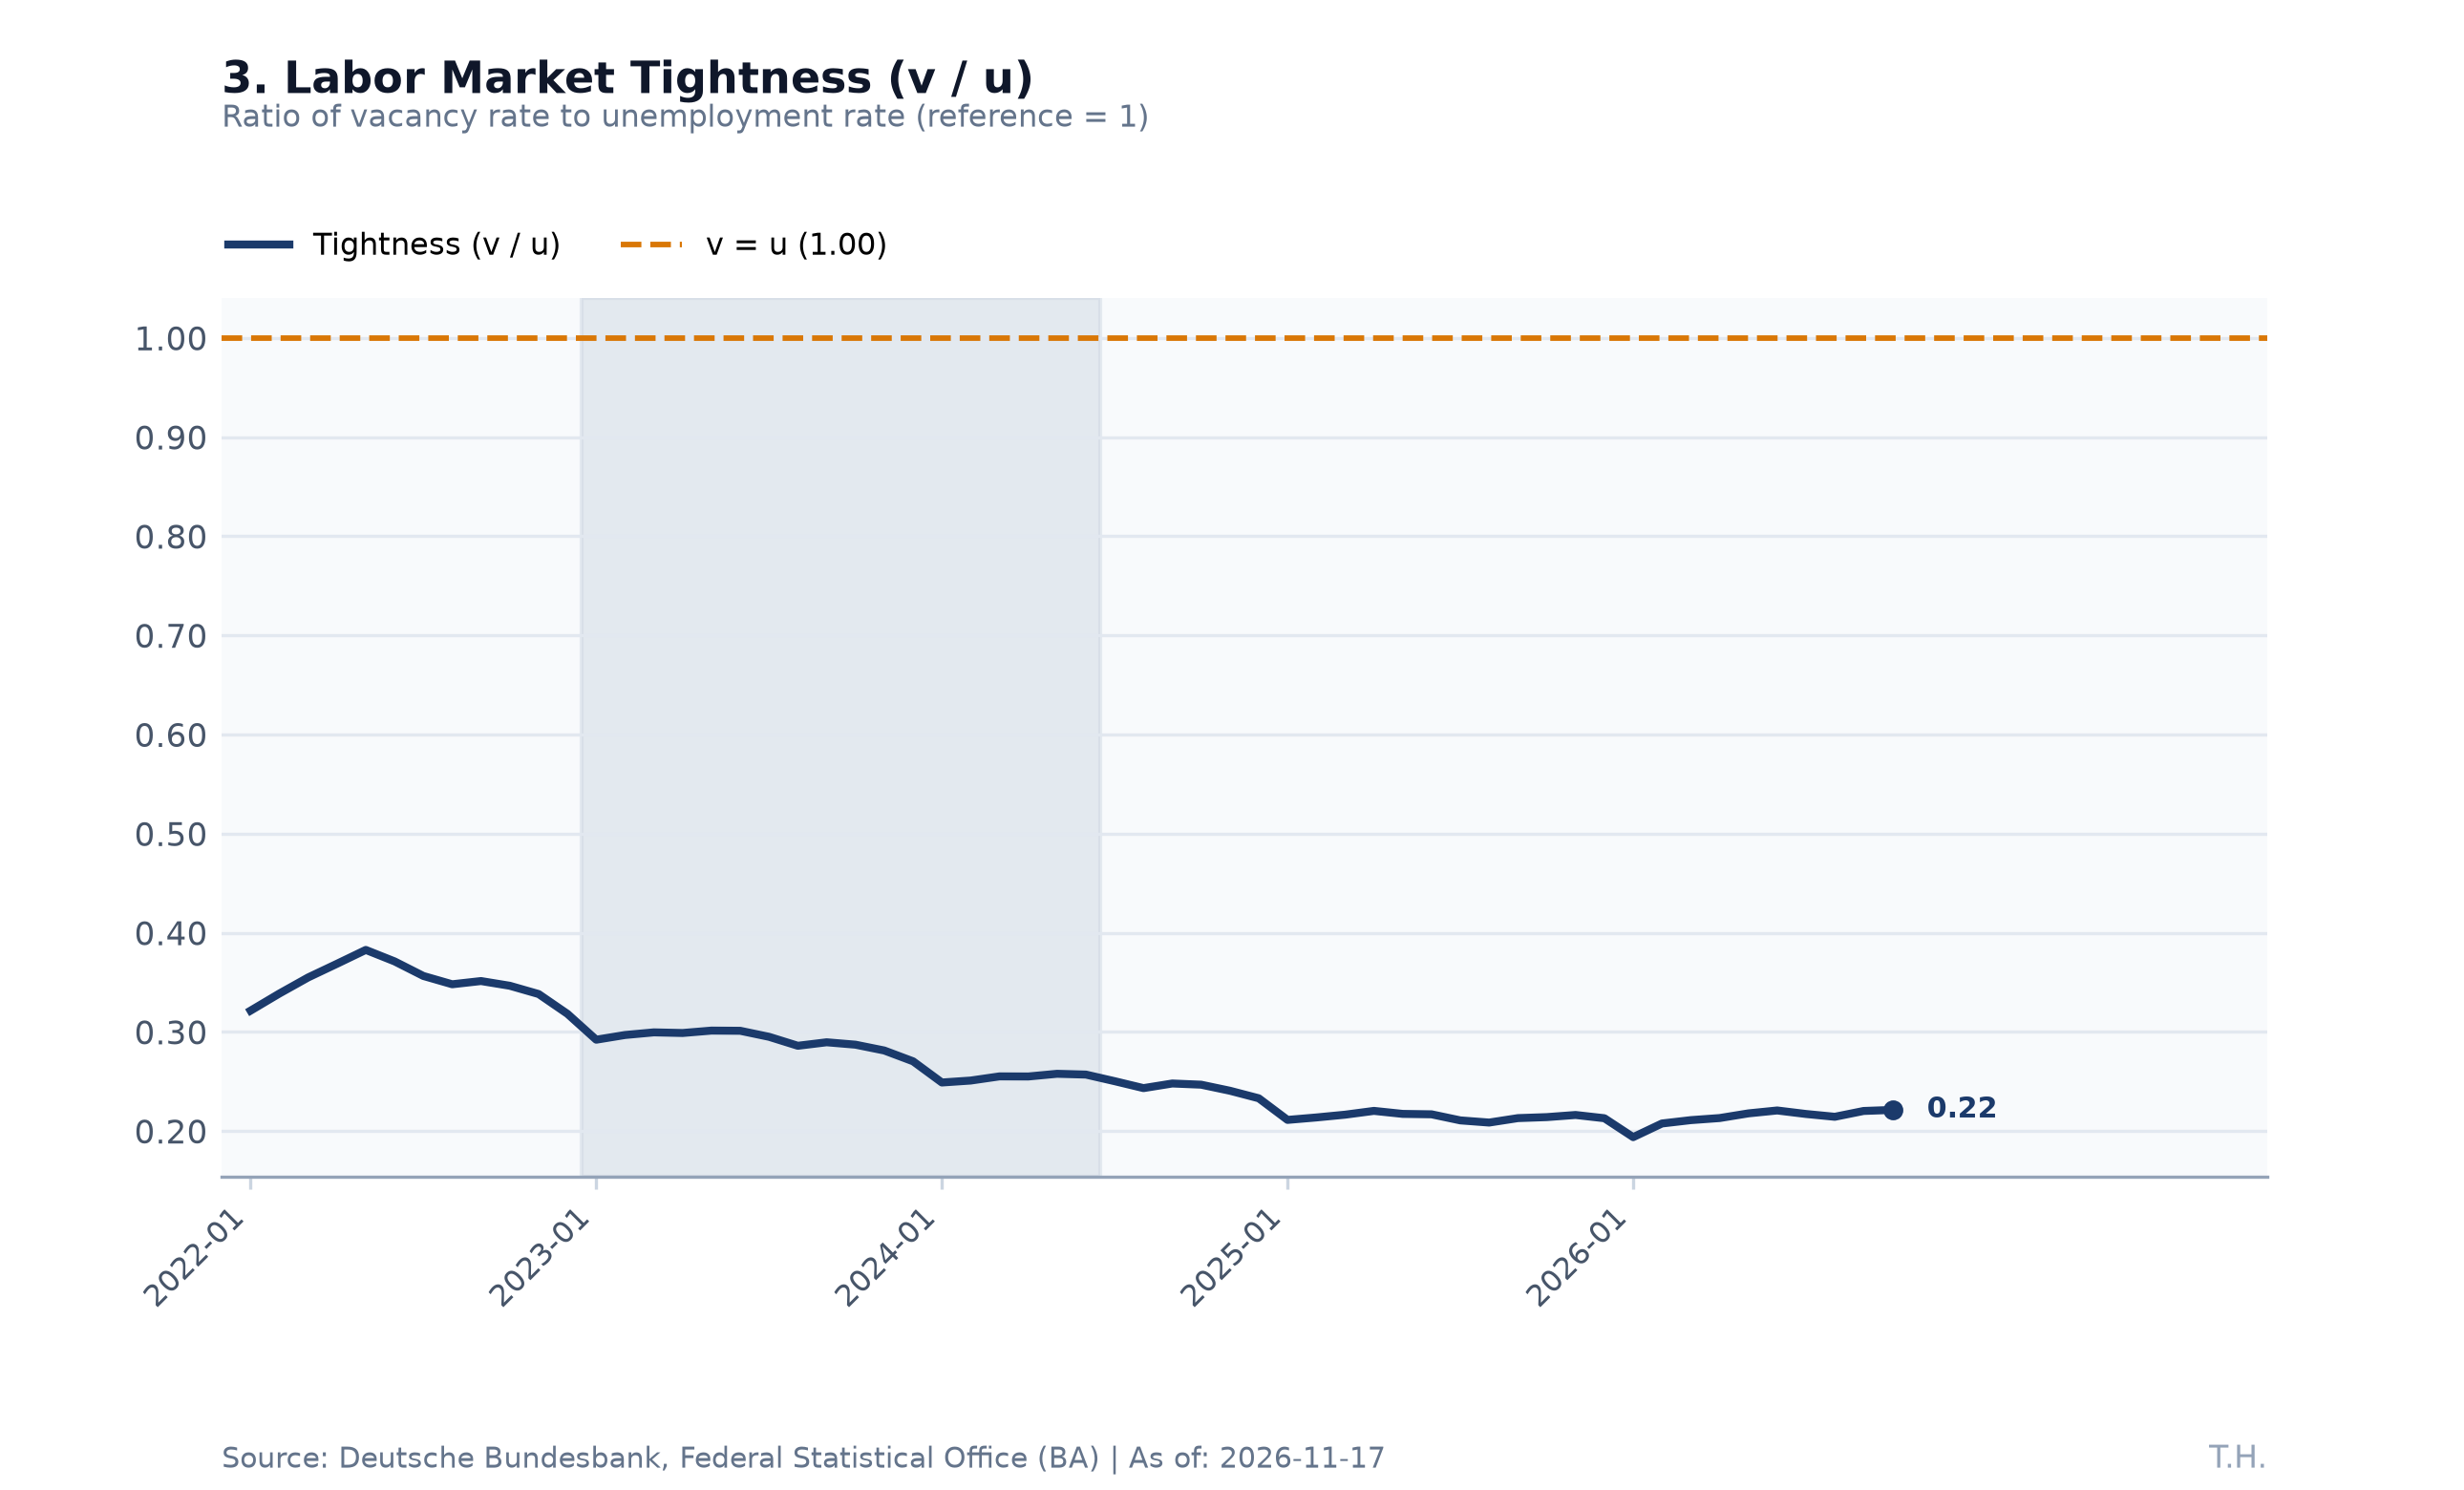 3. Labor Market Tightness (v / u)
Ratio of vacancy rate to unemployment rate (reference = 1)
Tightness (v / u)
v = u (1.00)
1.00
0.90
0.80
0.70
0.60
0.50
0.40
0.30
0.20
0.22
2022-01
2023-01
2024-01
2025-01
2026-01
Source: Deutsche Bundesbank, Federal Statistical Office (BA) | As of: 2026-11-17
T.H.